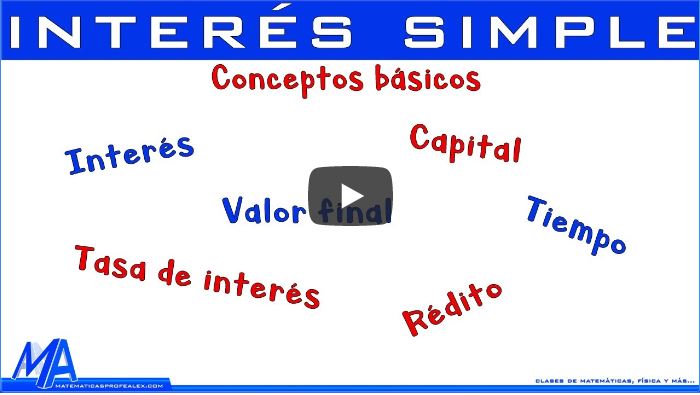 INTERÉS SIMPLE
Conceptos básicos
Interés
Capital
Valor final
Tiempo
Tasa de interés
Rédito
MA
MATEMATICASPROFEALEX.COM
CLASES DE MATEMÁTICAS, FÍSICA Y MÁS...